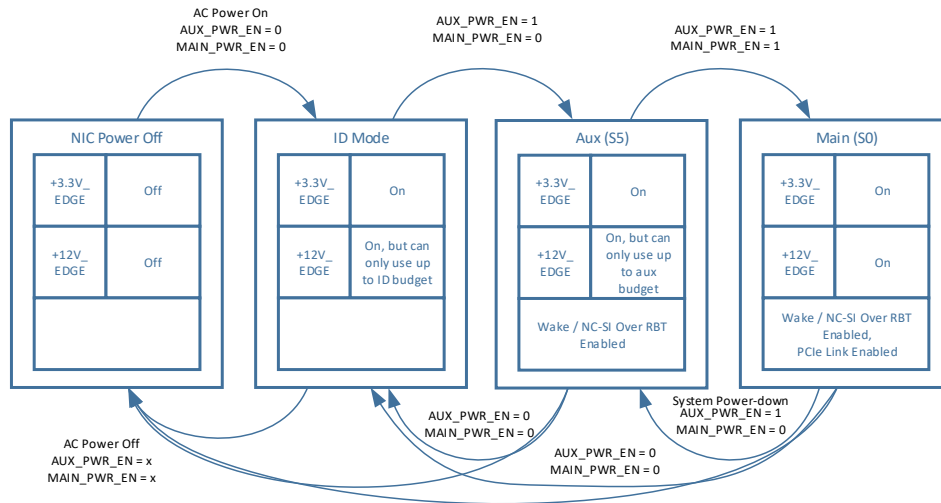 AC Power On
AUX_PWR_EN = 0
MAIN_PWR_EN = 0
AUX_PWR_EN = 1
MAIN_PWR_EN = 0
AUX_PWR_EN = 1
MAIN_PWR_EN = 1
NIC Power Off
+3.3V_
EDGE
Off
+12V_
EDGE
Off
ID Mode
+3.3V_
EDGE
On
+12V_
EDGE
On, but can
only use up
to ID budget
Aux (S5)
+3.3V_
EDGE
On
+12V_
EDGE
On, but can
only use up
to aux
budget
Wake / NC-SI Over RBT
Enabled
Main (S0)
+3.3V_
EDGE
On
+12V_
EDGE
On
Wake / NC-SI Over RBT
Enabled,
PCIe Link Enabled
AC Power Off
AUX_PWR_EN = x
MAIN_PWR_EN = x
AUX_PWR_EN = 0
MAIN_PWR_EN = 0
System Power-down
AUX_PWR_EN = 1
MAIN_PWR_EN = 0
AUX_PWR_EN = 0
MAIN_PWR_EN = 0